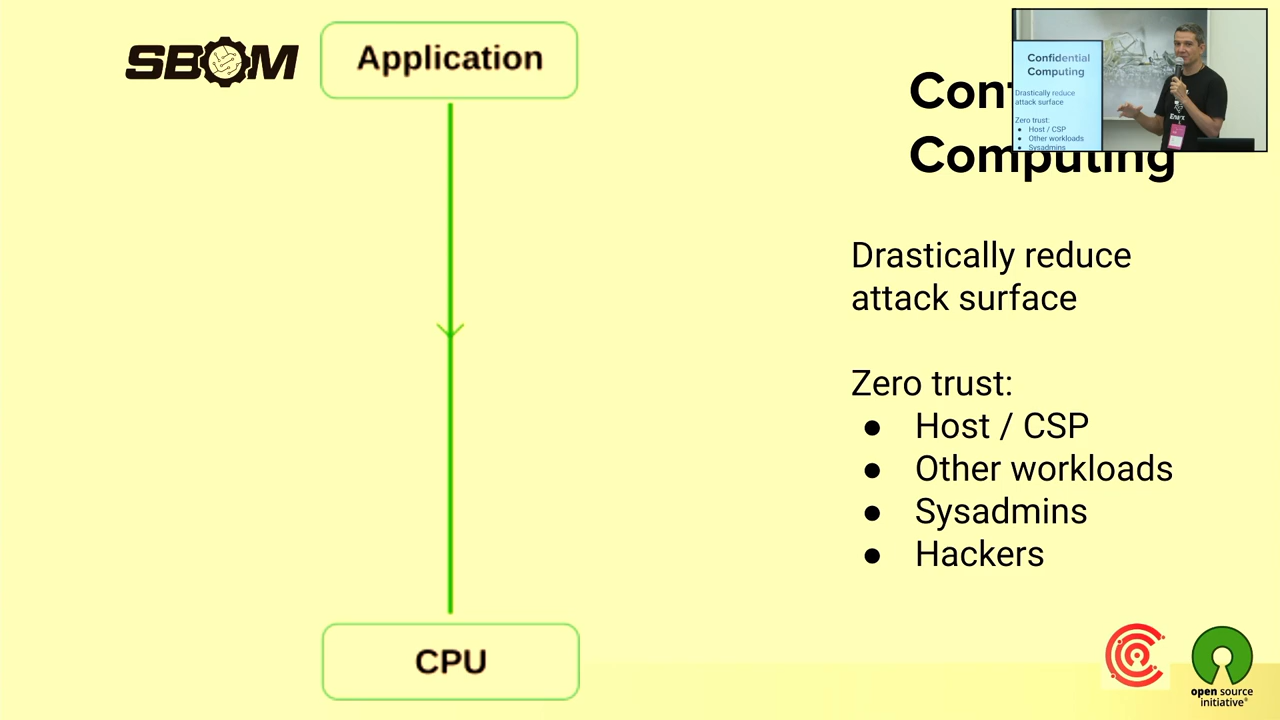 SBOM
Application
CPU
Computing
Drastically reduce
attack surface
Zero trust:
● Host / CSP
● Other workloads
● Sysadmins
● Hackers
open source
initiative®
Confidential
Computing
Drastically reduce
attack surface
Zero trust:
● Host / CSP
● Other workloads
● Sysadmins